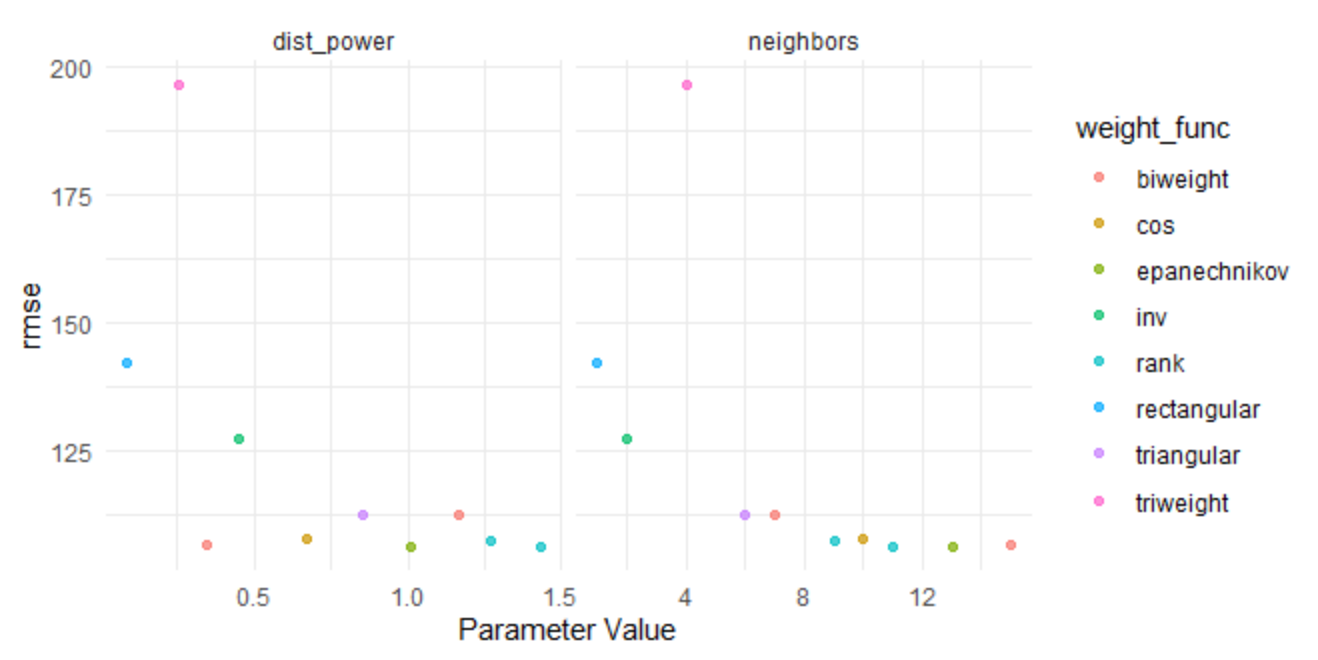 dist_power neighbors
200
175
150
125
rmse
0.5 1.0 1.5 4 8 12
Parameter Value
weight_func
biweight
cos
epanechnikov
inv
rank
rectangular
triangular
triweight